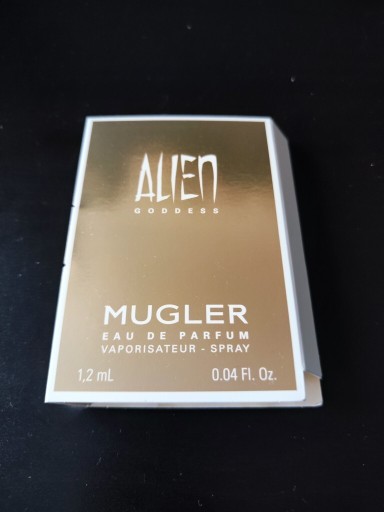 ALIEN
GODDESS
MUGLER
EAU DE PARFUM
VAPORISATEUR - SPRAY
1,2 mL 0.04 Fl. Oz.